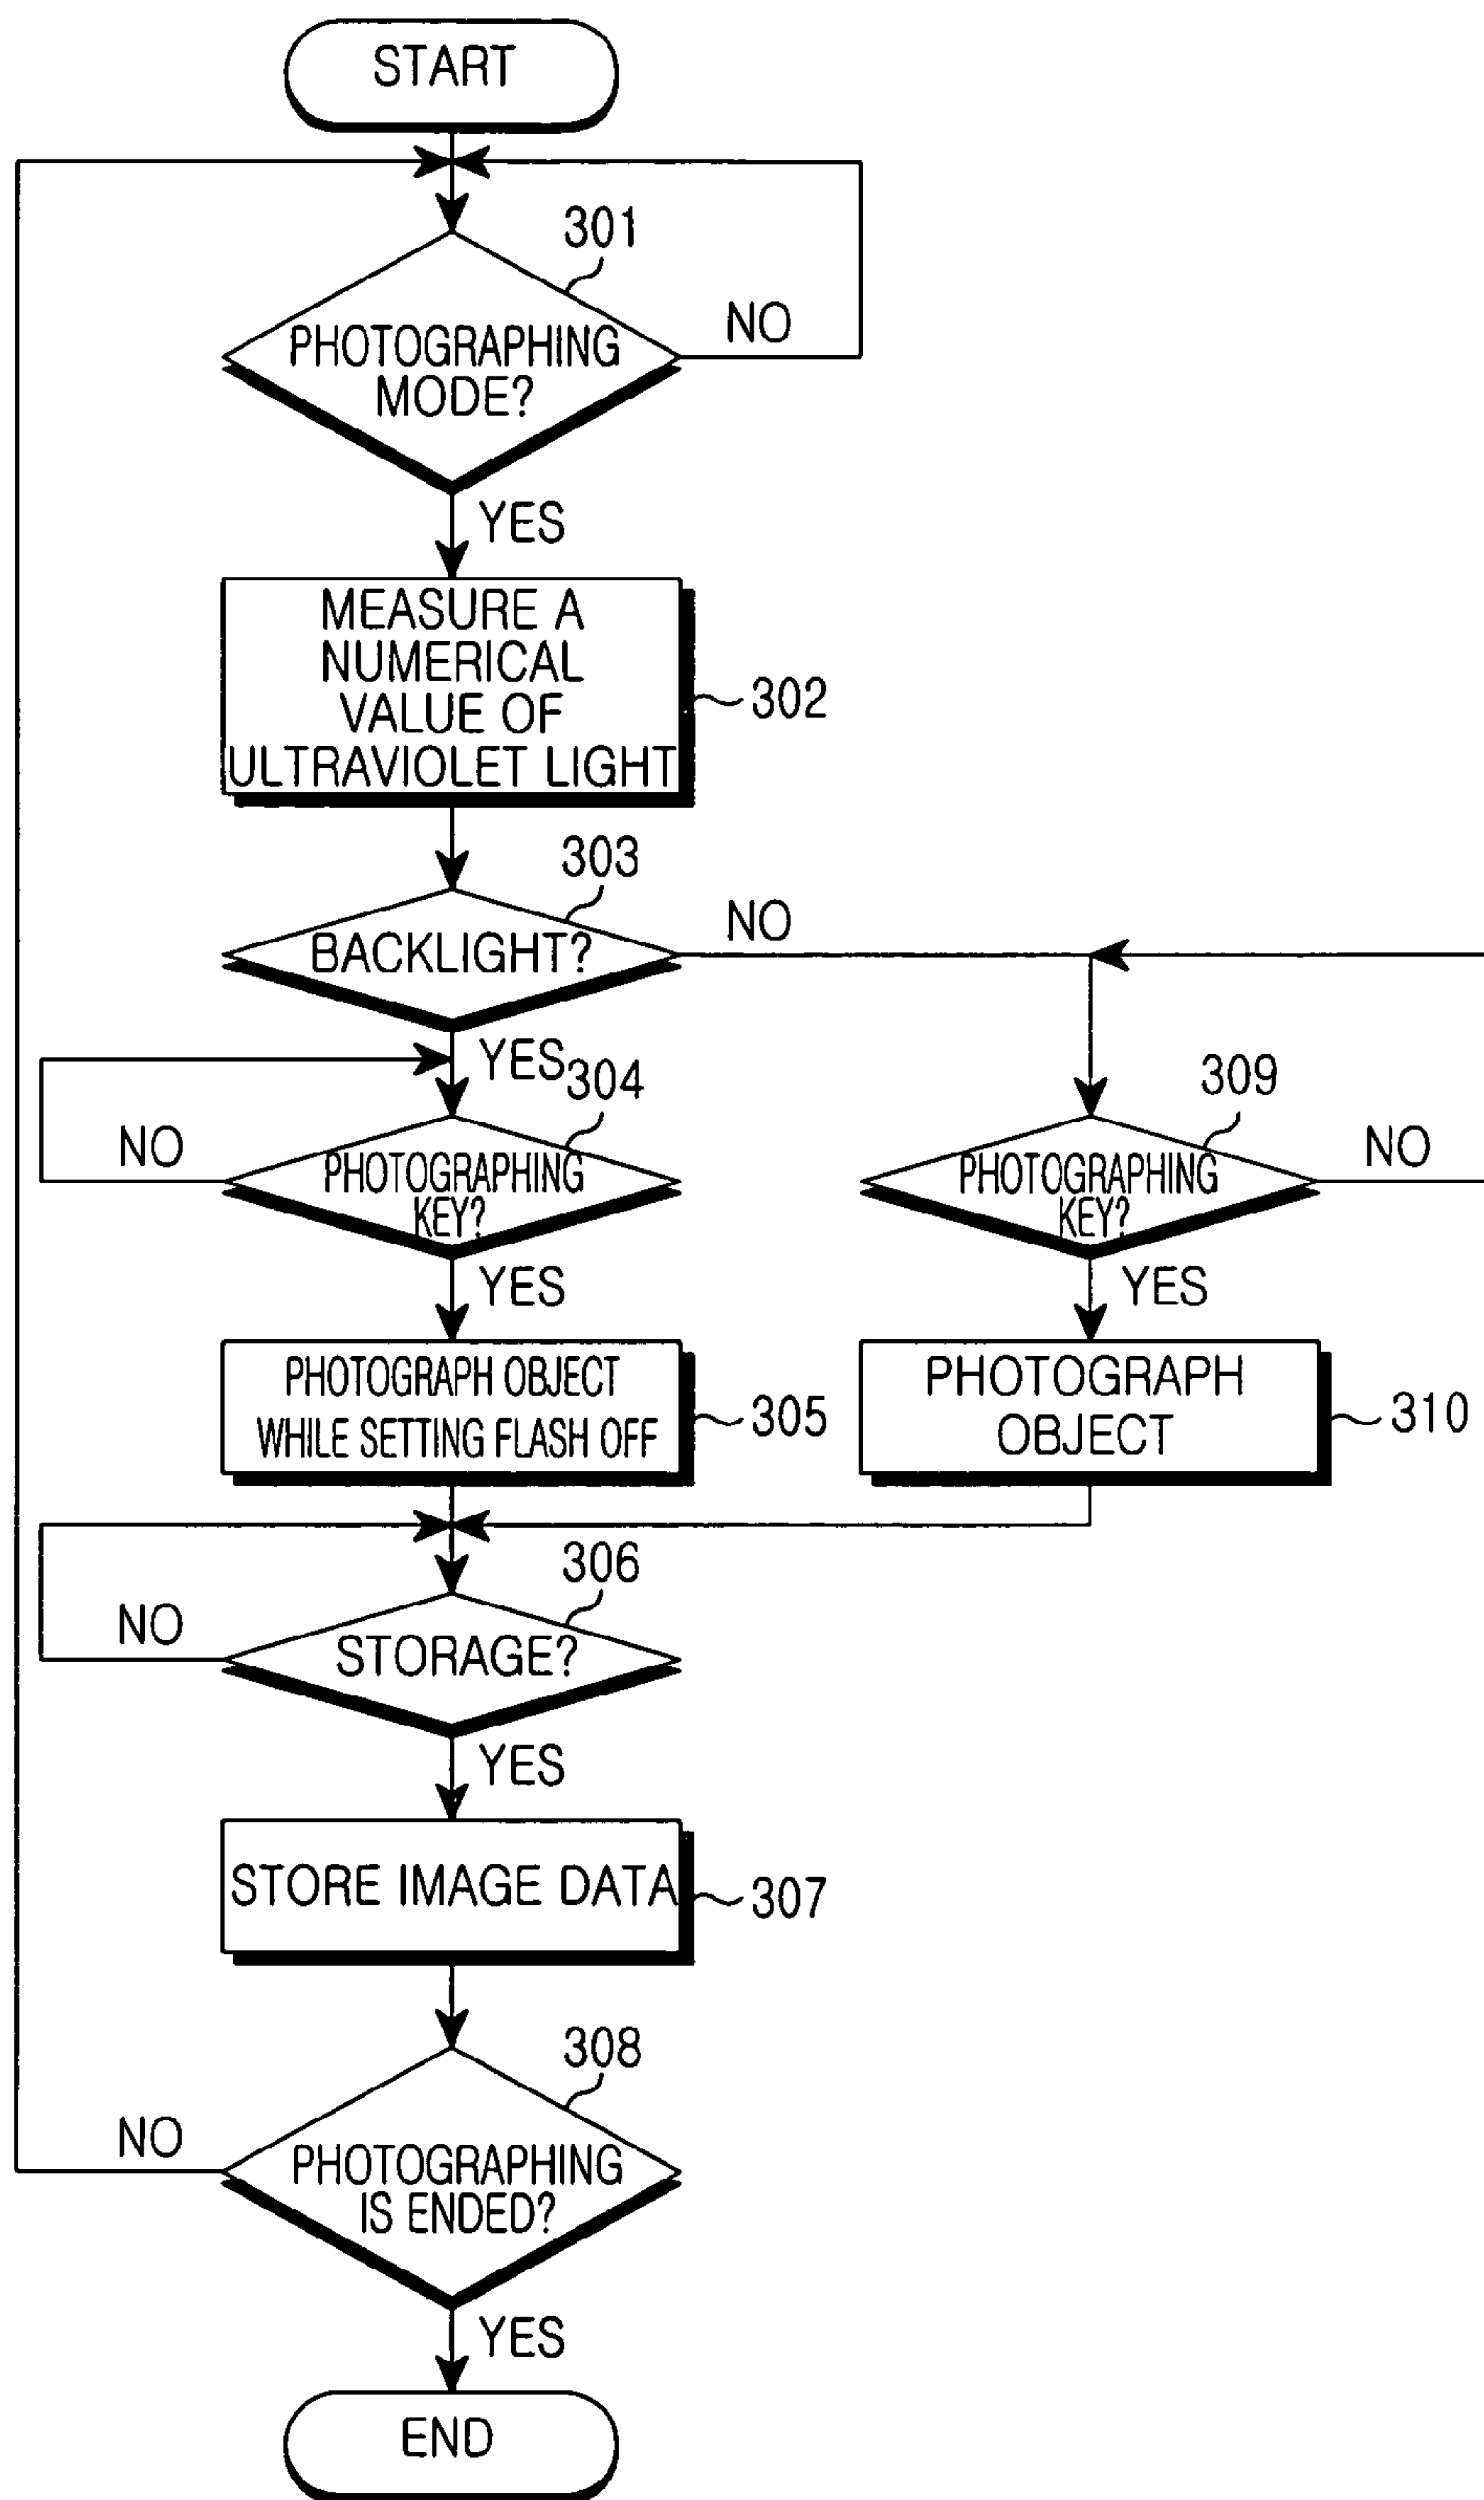 START
301
PHOTOGRAPHING
MODE?
NO
YES
MEASURE A
NUMERICAL
VALUE OF
ULTRAVIOLET LIGHT
302
303
BACKLIGHT?
NO
YES
304
PHOTOGRAPHING
KEY?
NO
YES
309
PHOTOGRAPHING
KEY?
NO
YES
PHOTOGRAPH OBJECT
WHILE SETTING FLASH OFF
305
PHOTOGRAPH
OBJECT
310
306
STORAGE?
NO
YES
STORE IMAGE DATA
307
308
PHOTOGRAPHING
IS ENDED?
NO
YES
END